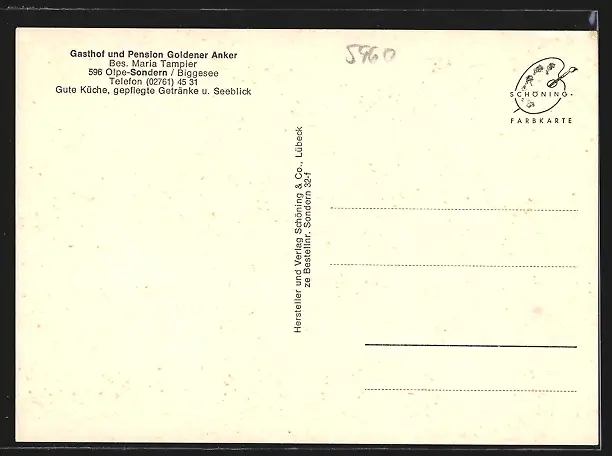 Gasthof und Pension Goldener Anker
Bes. Maria Tampier
596 Olpe-Sondern / Biggesee
Telefon (02761) 45 31
Gute Küche, gepflegte Getränke u. Seeblick
5960
SCHÖNING
FARBKARTE
Hersteller und Verlag Schöning & Co., Lübeck
ze Bestellnr. Sondern 32-f